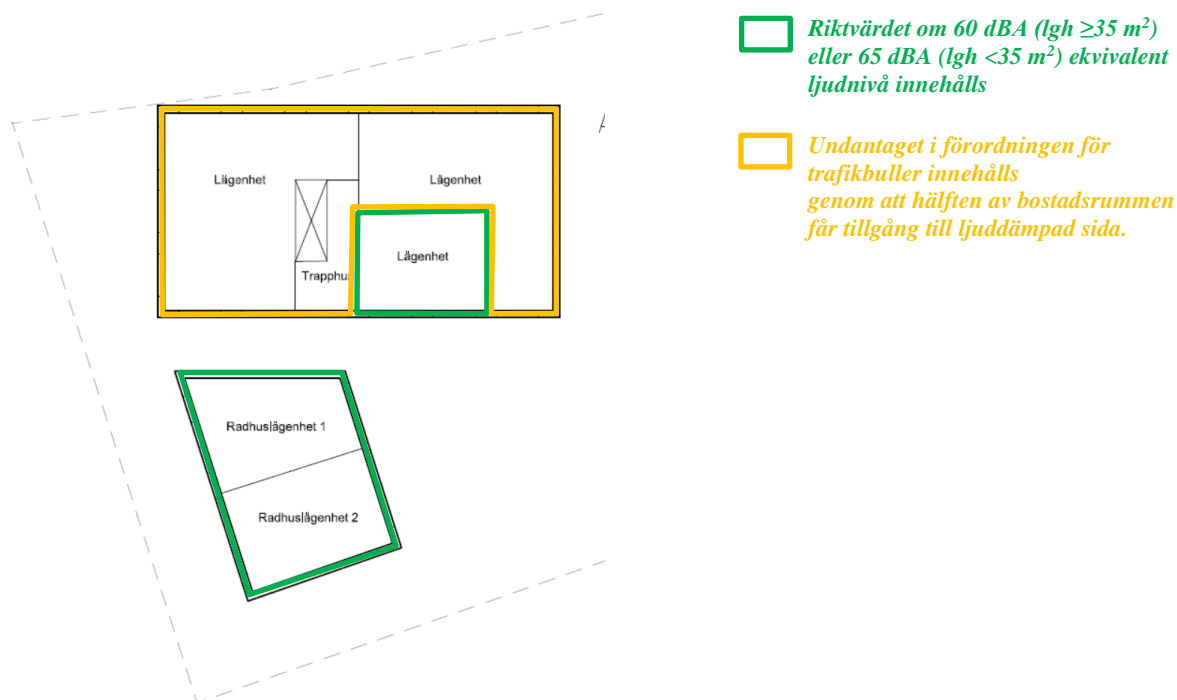 Riktvärdet om 60 dBA (lgh ≥35 m²)
eller 65 dBA (lgh <35 m²) ekvivalent
ljudnivå innehålls
Undantaget i förordningen för
trafikbuller innehålls
genom att hälften av bostadsrummen
får tillgång till ljuddämpad sida.
Lägenhet
Lägenhet
Lägenhet
Trapphu
Radhuslägenhet 1
Radhuslägenhet 2